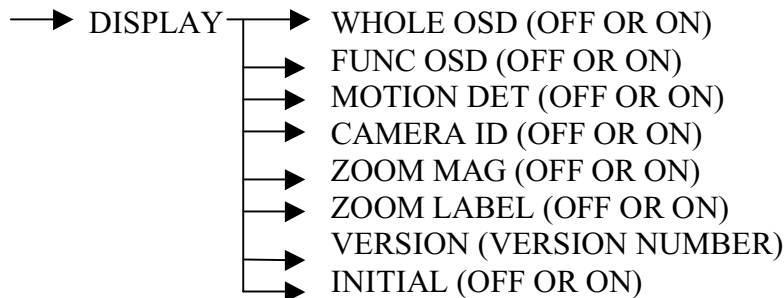 DISPLAY WHOLE OSD (OFF OR ON)
FUNC OSD (OFF OR ON)
MOTION DET (OFF OR ON)
CAMERA ID (OFF OR ON)
ZOOM MAG (OFF OR ON)
ZOOM LABEL (OFF OR ON)
VERSION (VERSION NUMBER)
INITIAL (OFF OR ON)